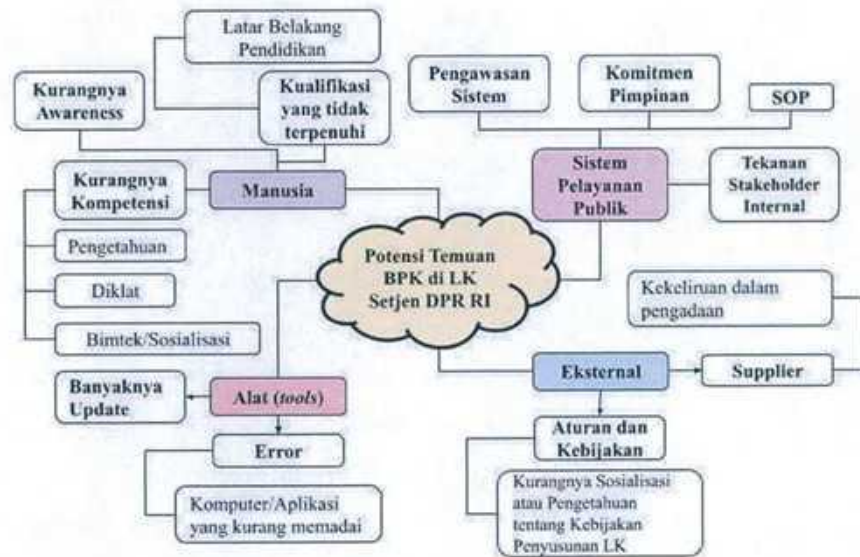 Latar Belakang
Pendidikan
Kurangnya
Awareness
Kualifikasi
yang tidak
terpenuhi
Pengawasan
Sistem
Komitmen
Pimpinan
SOP
Kurangnya
Kompetensi
Manusia
Sistem
Pelayanan
Publik
Tekanan
Stakeholder
Internal
Pengetahuan
Diklat
Bimtek/Sosialisasi
Potensi Temuan
BPK di LK
Setjen DPR RI
Kekeliruan dalam
pengadaan
Banyaknya
Update
Alat (tools)
Eksternal
Supplier
Error
Aturan dan
Kebijakan
Komputer/Aplikasi
yang kurang memadai
Kurangnya Sosialisasi
atau Pengetahuan
tentang Kebijakan
Penyusunan LK